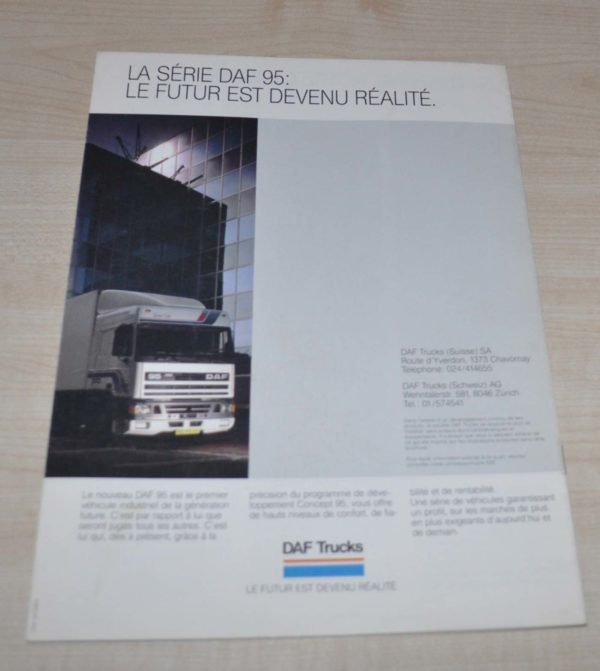 LA SÉRIE DAF 95:
LE FUTUR EST DEVENU RÉALITÉ.
95
DAF
DAF Trucks (Suisse) SA
Route d'Yverdon, 1373 Chavornay
Téléphone: 024/414655
DAF Trucks (Schweiz) AG
Wehntalerstr. 581, 8046 Zürich
Tel.: 01/574541
Le nouveau DAF 95 est le premier
véhicule industriel de la génération
future. C'est par rapport à lui que
seront jugés tous les autres. C'est
lui qui, dès à présent, grâce à la
précision du programme de déve-
loppement Concept 95, vous offre
de hauts niveaux de confort, de fia-
bilité et de rentabilité.
Une série de véhicules garantissant
un profit, sur les marchés de plus
en plus exigeants d'aujourd'hui et
de demain.
DAF Trucks
LE FUTUR EST DEVENU RÉALITÉ